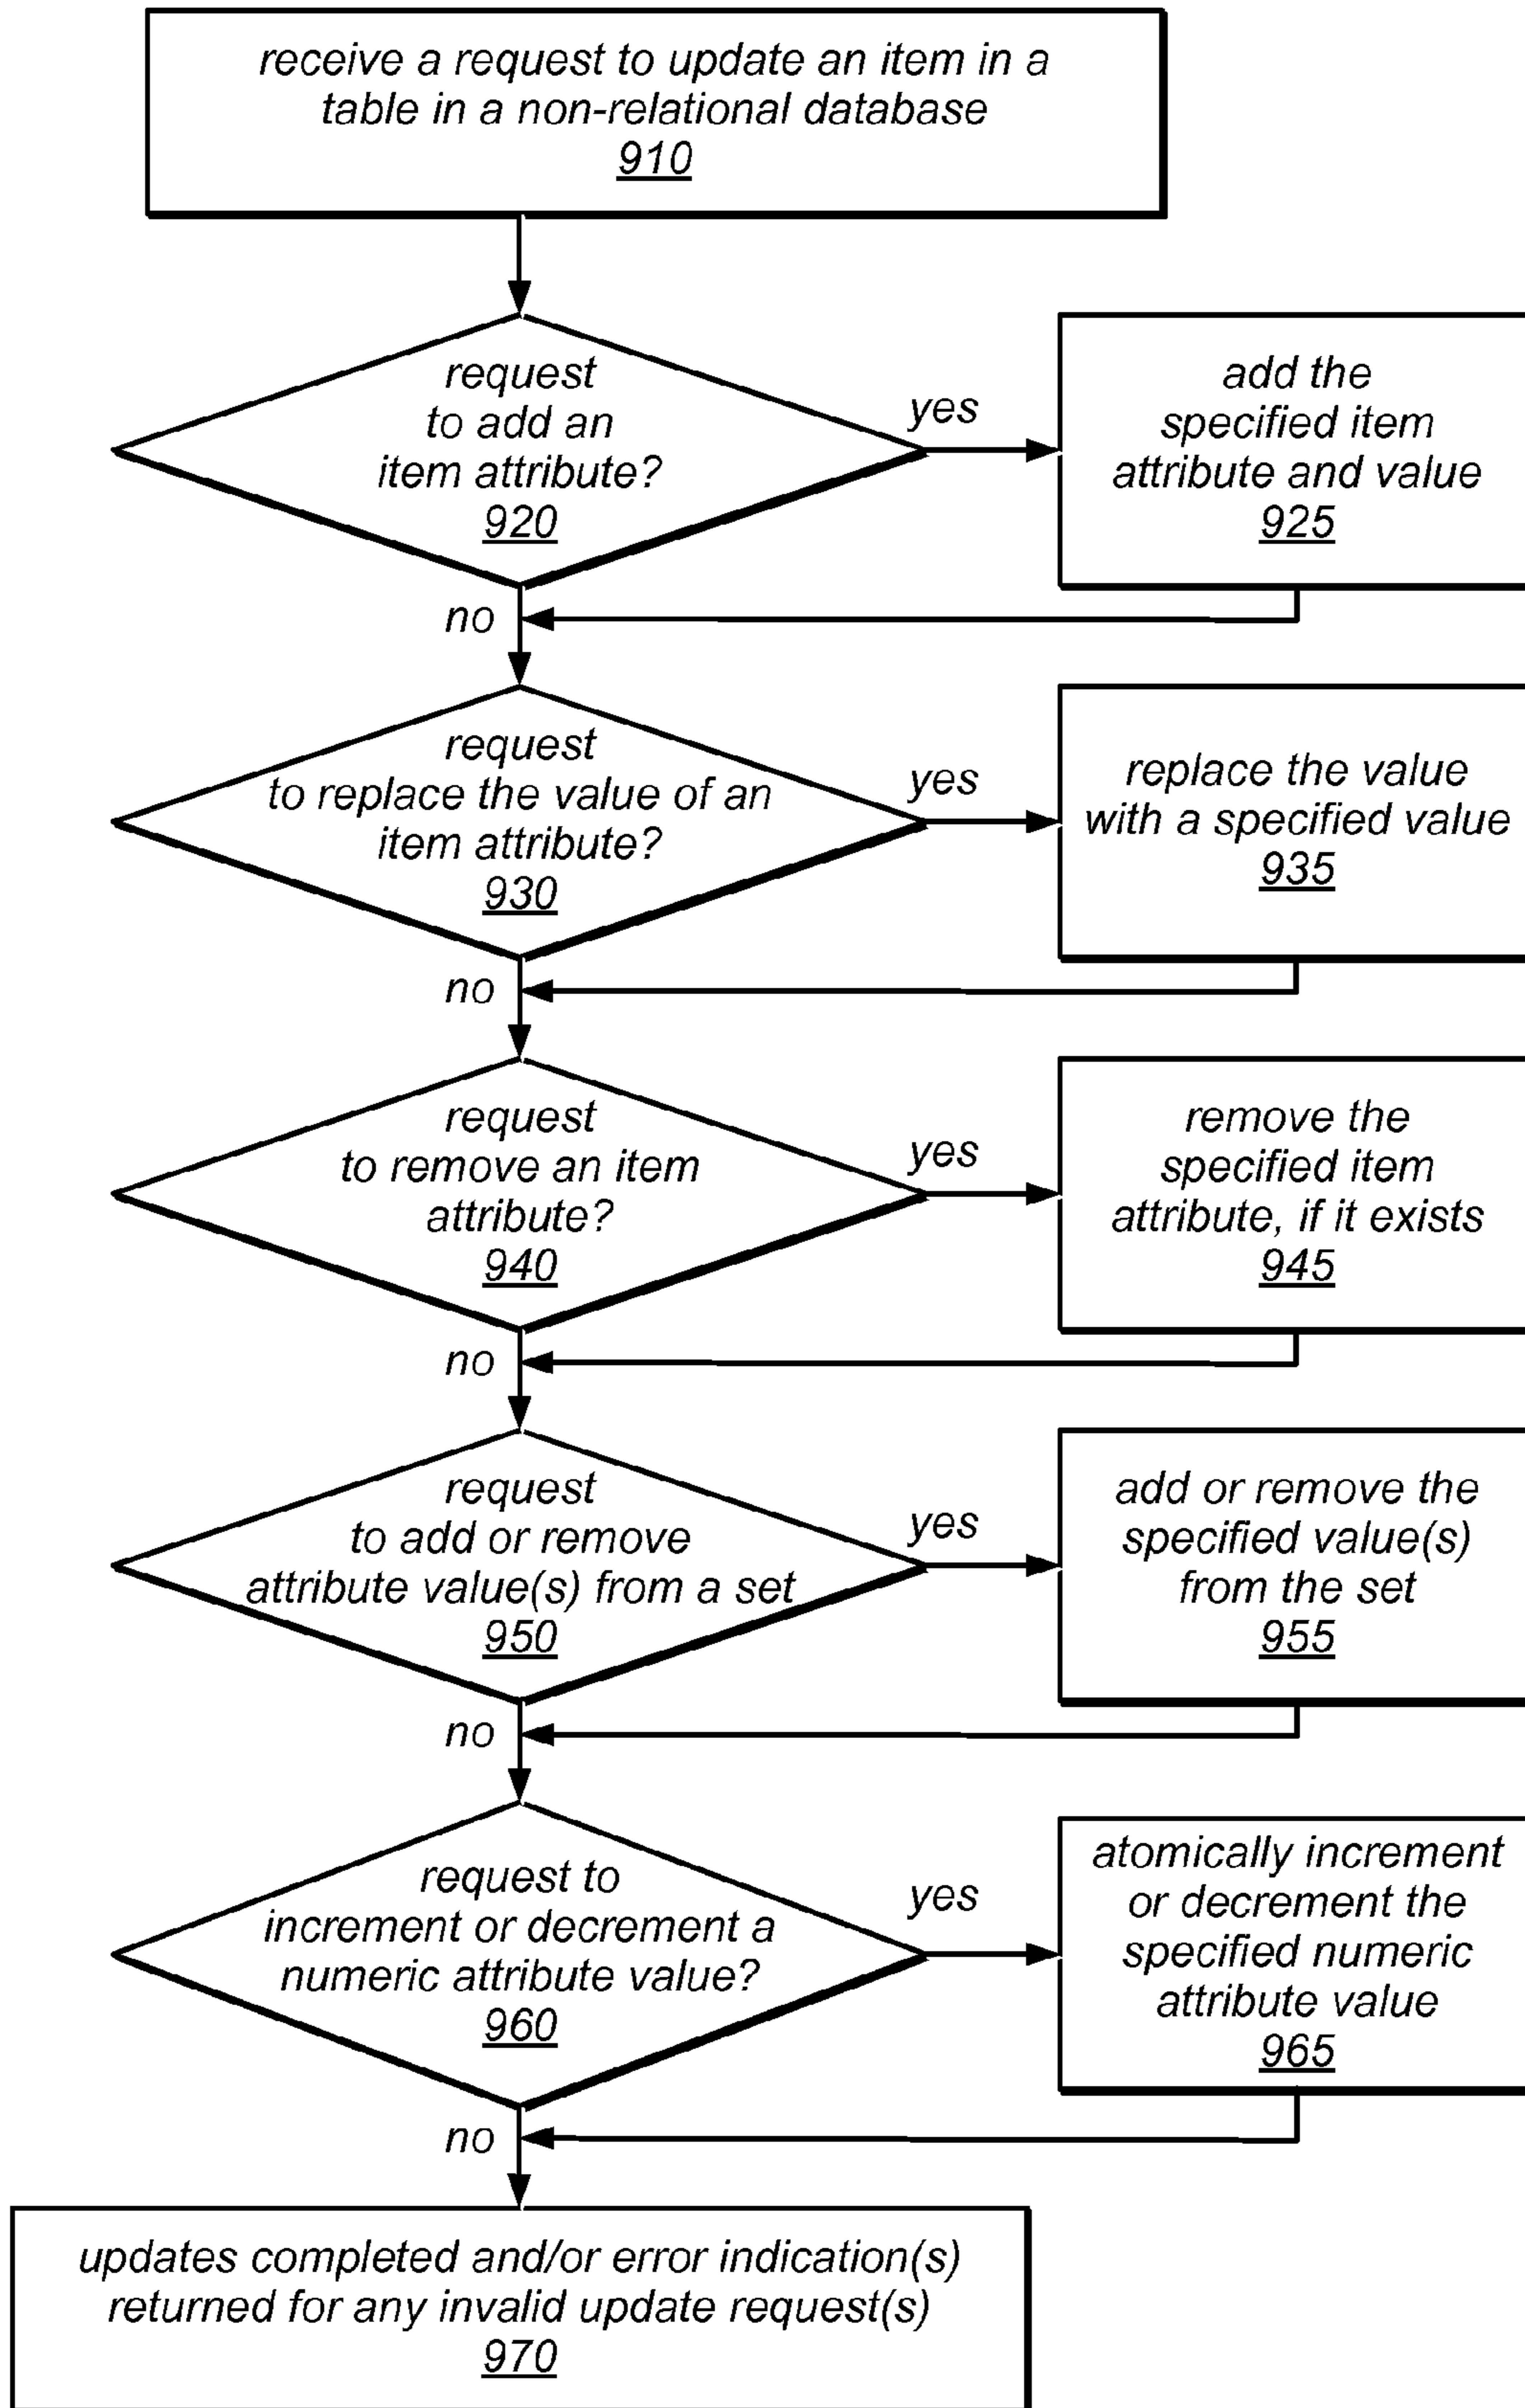 receive a request to update an item in a
table in a non-relational database
910
request
to add an
item attribute?
920
yes
add the
specified item
attribute and value
925
no
request
to replace the value of an
item attribute?
930
yes
replace the value
with a specified value
935
no
request
to remove an item
attribute?
940
yes
remove the
specified item
attribute, if it exists
945
no
request
to add or remove
attribute value(s) from a set
950
yes
add or remove the
specified value(s)
from the set
955
no
request to
increment or decrement a
numeric attribute value?
960
yes
atomically increment
or decrement the
specified numeric
attribute value
965
no
updates completed and/or error indication(s)
returned for any invalid update request(s)
970